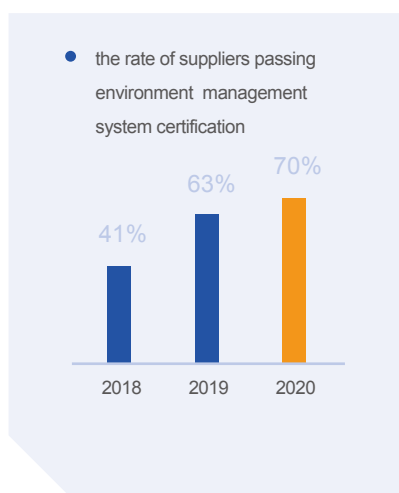 the rate of suppliers passing
environment management
system certification
70%
63%
41%
2018 2019 2020